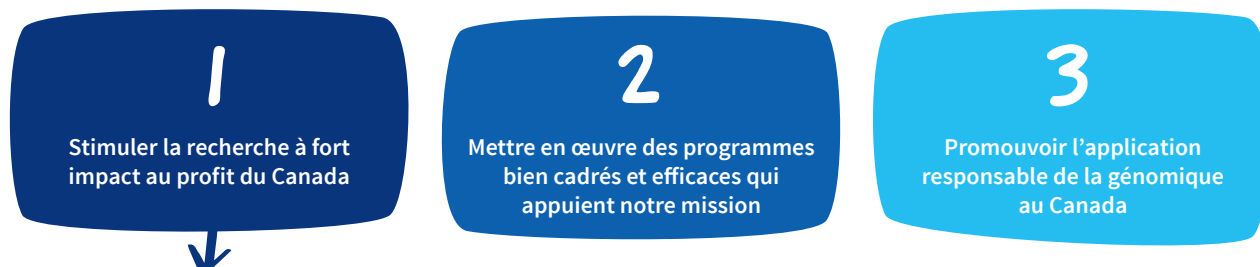 1
Stimuler la recherche à fort
impact au profit du Canada
2
Mettre en œuvre des programmes
bien cadrés et efficaces qui
appuient notre mission
3
Promouvoir l’application
responsable de la génomique
au Canada